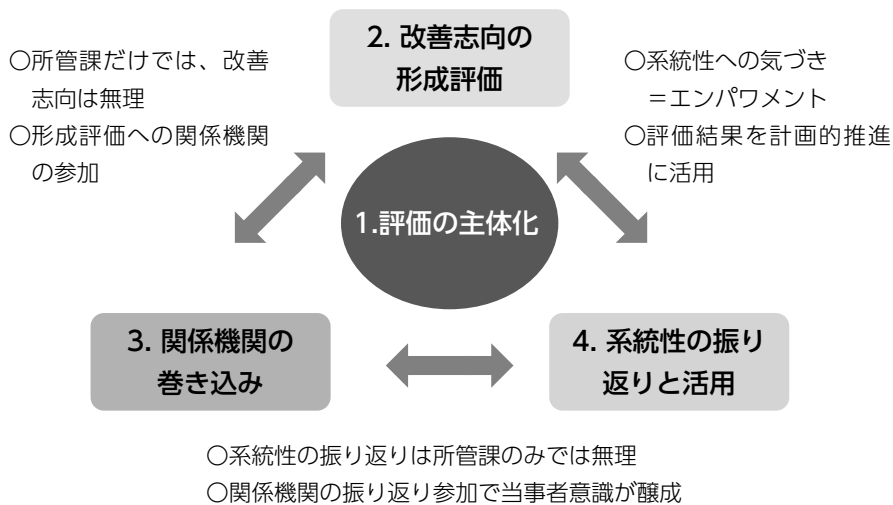 2. 改善志向の
形成評価
○所管課だけでは、改善
志向は無理
○形成評価への関係機関
の参加
○系統性への気づき
＝エンパワメント
○評価結果を計画的推進
に活用
1.評価の主体化
3. 関係機関の
巻き込み
4. 系統性の振り
返りと活用
○系統性の振り返りは所管課のみでは無理
○関係機関の振り返り参加で当事者意識が醸成